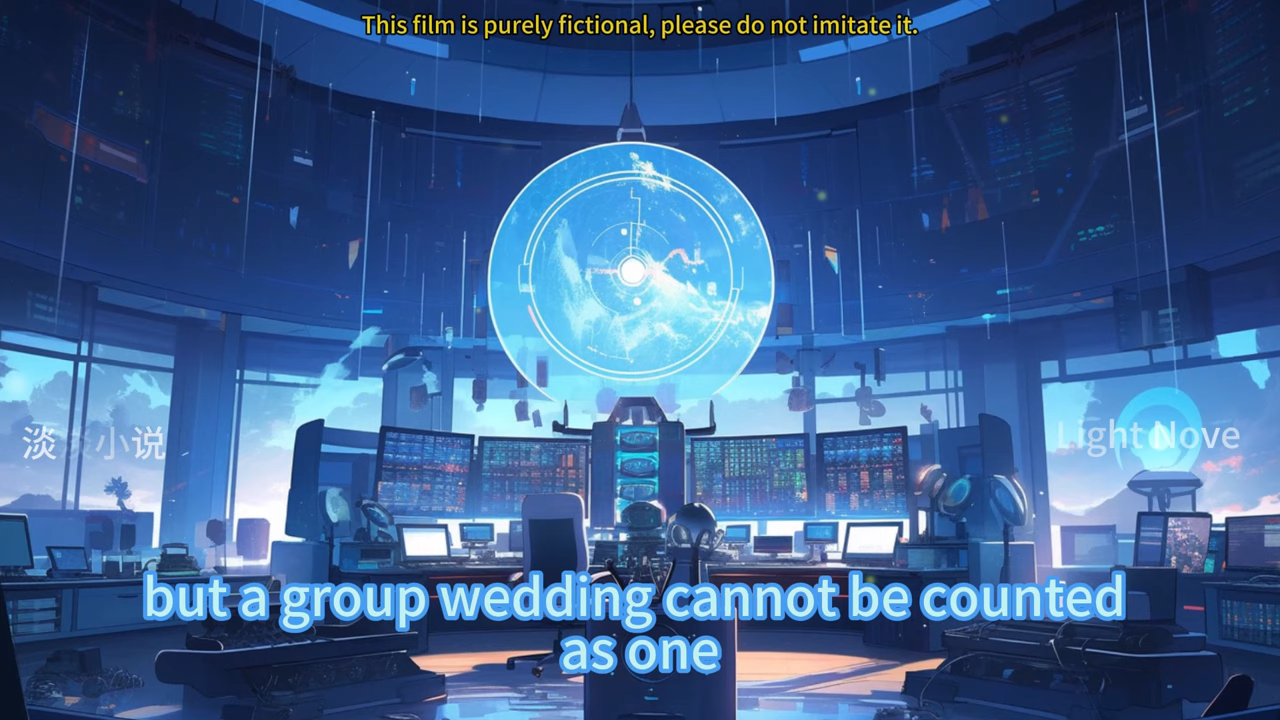 This film is purely fictional, please do not imitate it.
淡淡小说
Light Nove
but a group wedding cannot be counted
as one